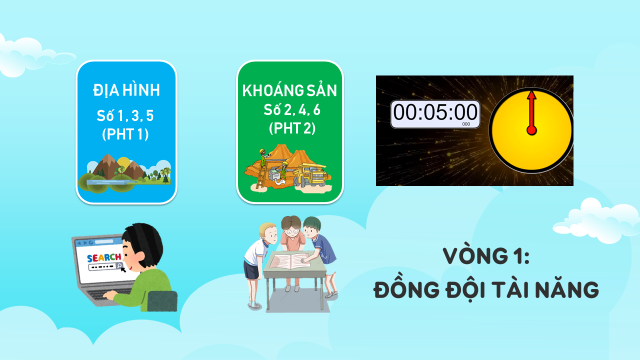 ĐỊA HÌNH
Số 1, 3, 5
(PHT 1)
KHOÁNG SẢN
Số 2, 4, 6
(PHT 2)
00:05:00
000
SEARCH
VÒNG 1:
ĐỒNG ĐỘI TÀI NĂNG